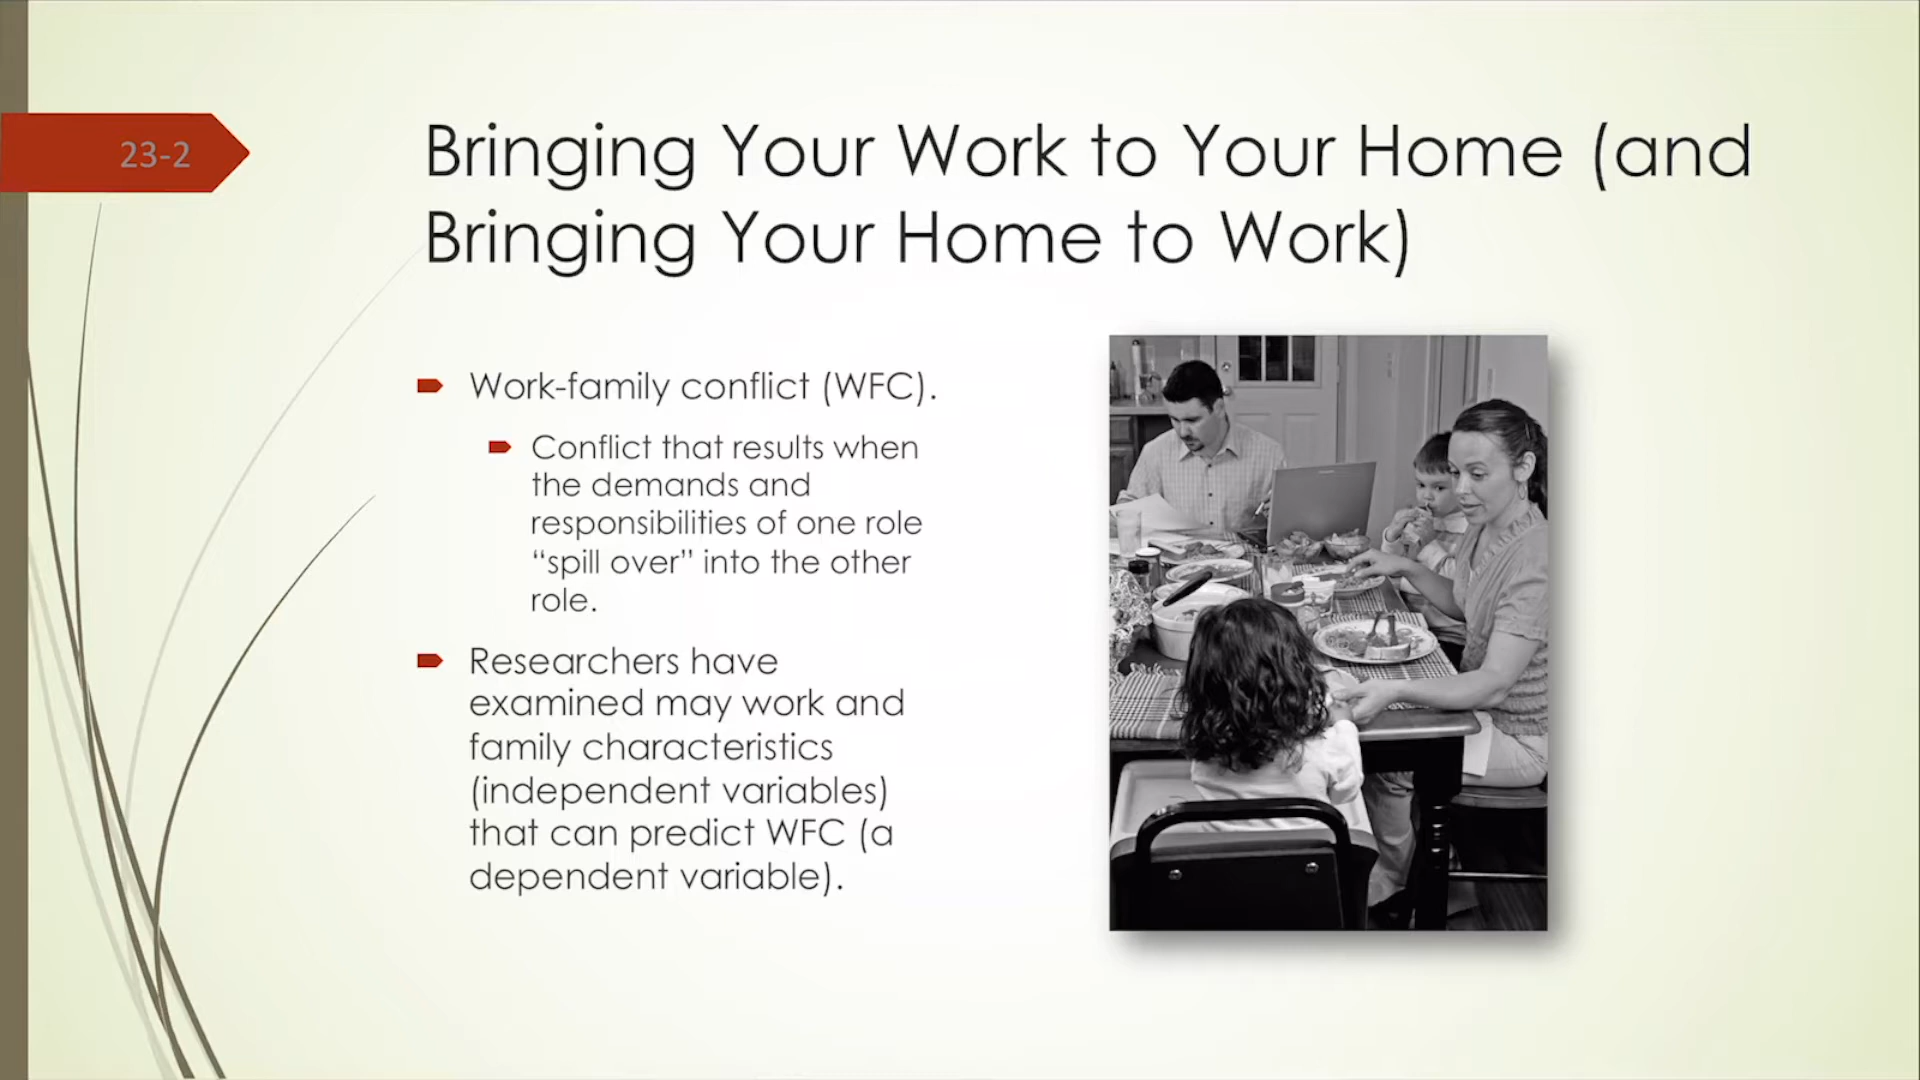 23-2
Bringing Your Work to Your Home (and
Bringing Your Home to Work)
Work-family conflict (WFC).
Conflict that results when
the demands and
responsibilities of one role
“spill over” into the other
role.
Researchers have
examined may work and
family characteristics
(independent variables)
that can predict WFC (a
dependent variable).